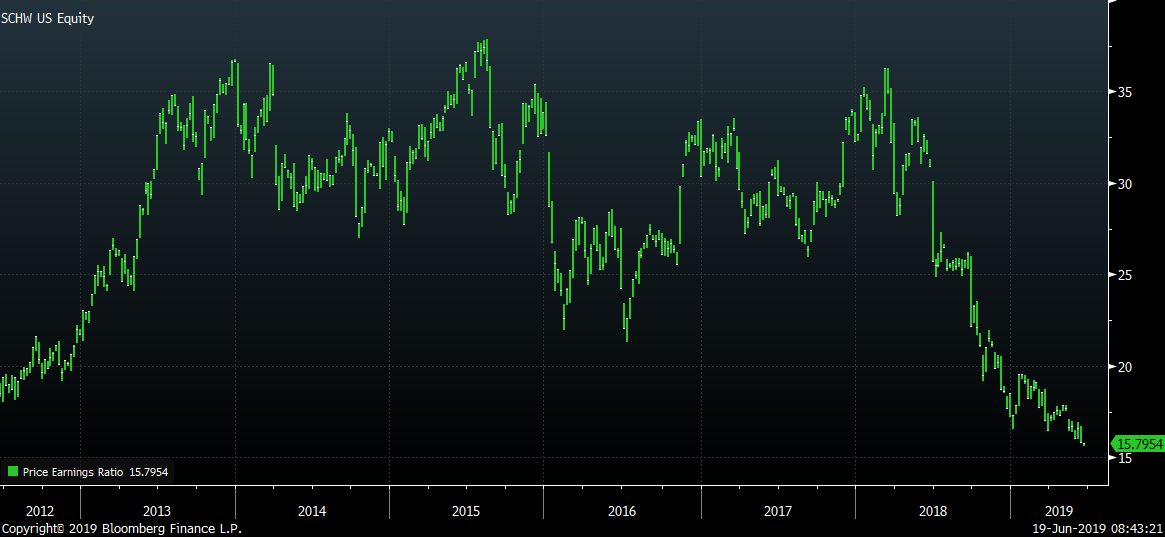 SCHW US Equity
35
30
25
20
15.7954
15
Price Earnings Ratio 15.7954
2012 2013 2014 2015 2016 2017 2018 2019
Copyright© 2019 Bloomberg Finance L.P. 19-Jun-2019 08:43:21